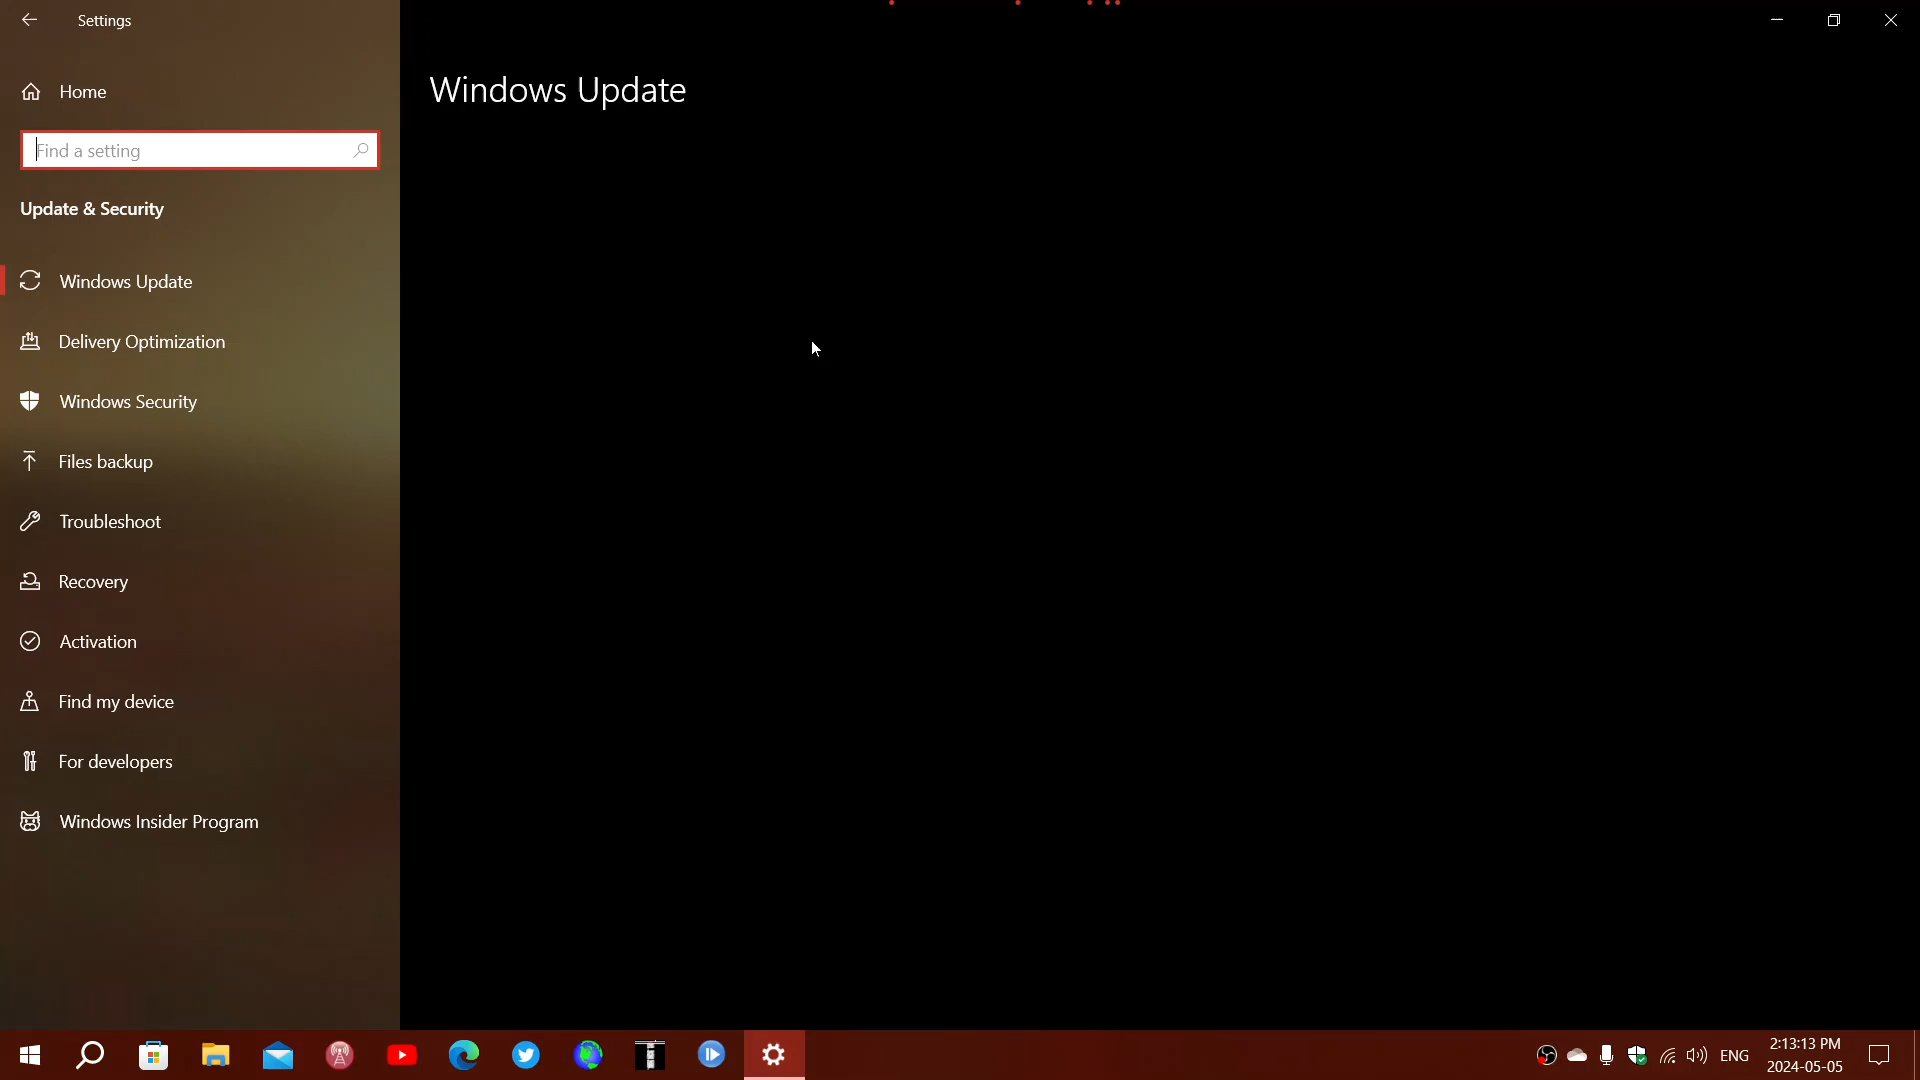 Settings
Home
Find a setting
Update & Security
Windows Update
Delivery Optimization
Windows Security
Files backup
Troubleshoot
Recovery
Activation
Find my device
For developers
Windows Insider Program
Windows Update
ENG
2:13:13 PM
2024-05-05